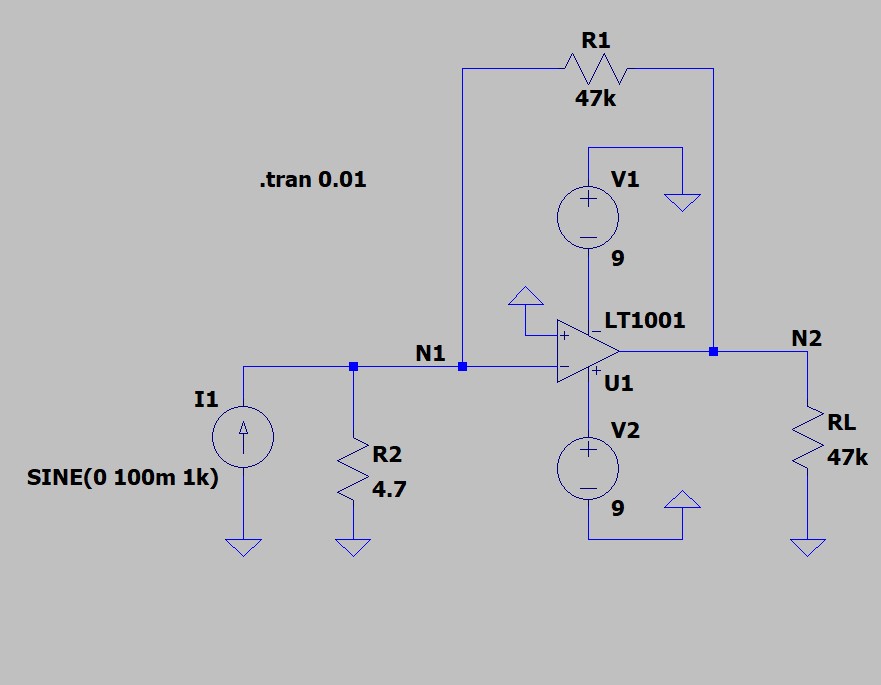 R1
47k
.tran 0.01
V1
9
LT1001
U1
N1
N2
I1
SINE(0 100m 1k)
R2
4.7
V2
9
RL
47k